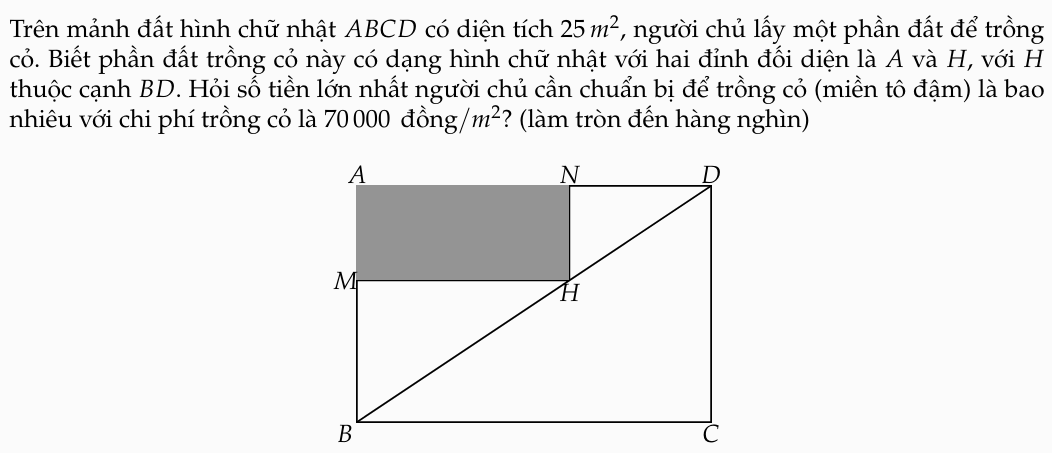 Trên mảnh đất hình chữ nhật ABCD có diện tích 25 m², người chủ lấy một phần đất để trồng
cỏ. Biết phần đất trồng cỏ này có dạng hình chữ nhật với hai đỉnh đối diện là A và H, với H
thuộc cạnh BD. Hỏi số tiền lớn nhất người chủ cần chuẩn bị để trồng cỏ (miền tô đậm) là bao
nhiêu với chi phí trồng cỏ là 70 000 đồng/m²? (làm tròn đến hàng nghìn)
A N D
M H
B C